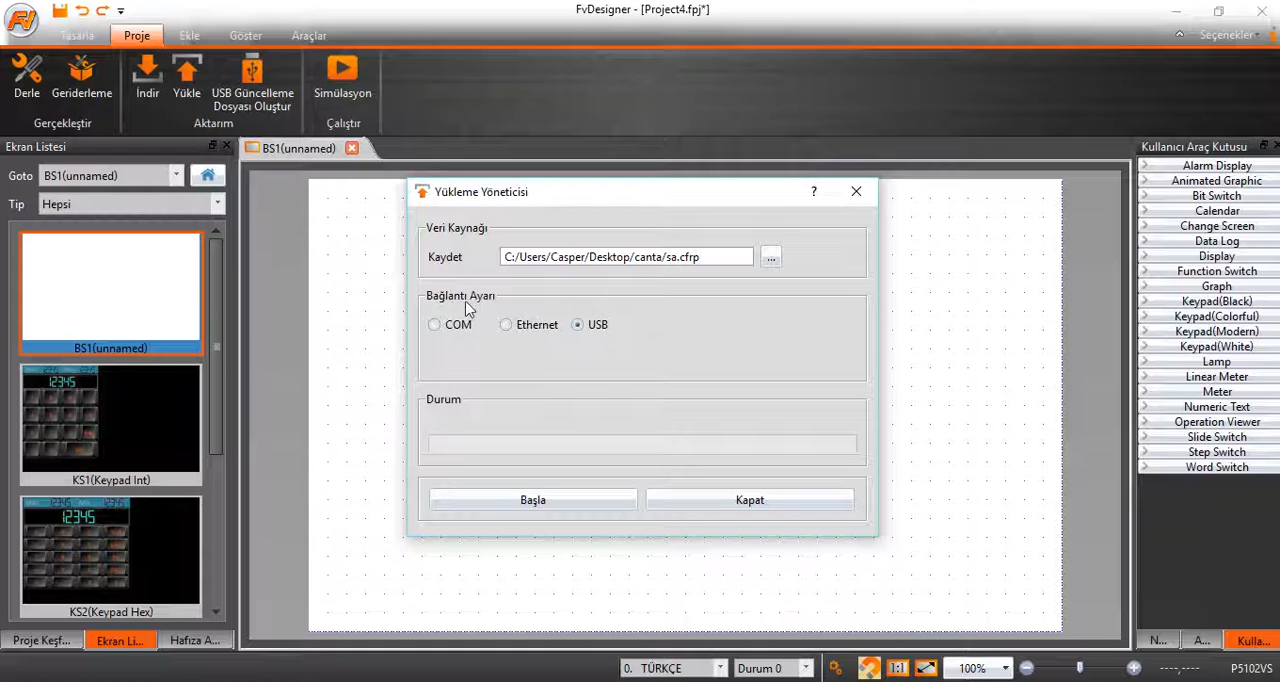 FvDesigner - [Project4.fpj*]
Tasarla Proje Ekle Göster Araçlar
Seçenekler
Derle
Geriderleme
İndir
Yükle
USB Güncelleme
Dosyası Oluştur
Simülasyon
Gerçekleştir
Aktarım
Çalıştır
Ekran Listesi
Goto BS1(unnamed)
Tip Hepsi
BS1(unnamed)
12345
KS1(Keypad Int)
12345
KS2(Keypad Hex)
Proje Keşf... Ekran Li... Hafıza A...
BS1(unnamed)
Yükleme Yöneticisi
?
Veri Kaynağı
Kaydet C:/Users/Casper/Desktop/canta/sa.cfrp ...
Bağlantı Ayarı
COM Ethernet USB
Durum
Başla Kapat
Kullanıcı Araç Kutusu
Alarm Display
Animated Graphic
Bit Switch
Calendar
Change Screen
Data Log
Display
Function Switch
Graph
Keypad(Black)
Keypad(Colorful)
Keypad(Modern)
Keypad(White)
Lamp
Linear Meter
Meter
Numeric Text
Operation Viewer
Slide Switch
Step Switch
Word Switch
N... A... Kulla...
0. TÜRKÇE Durum 0 1:1 100% ----,---- P5102VS